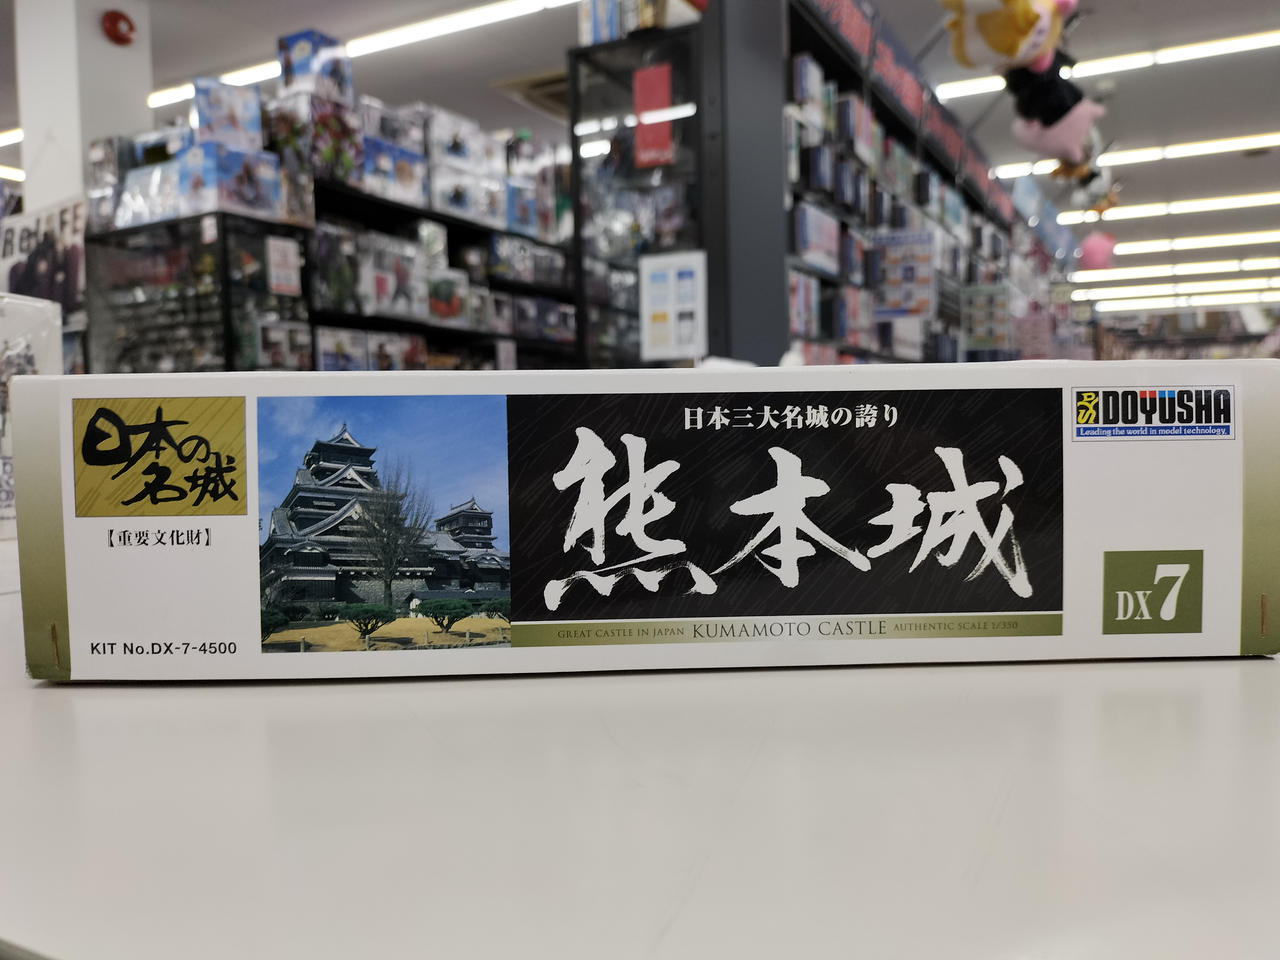 日本の
名城
【重要文化財】
KIT No.DX-7-4500
日本三大名城の誇り
熊本城
GREAT CASTLE IN JAPAN KUMAMOTO CASTLE AUTHENTIC SCALE 1/350
DOYUSHA
Leading the world in model technology.
DX7